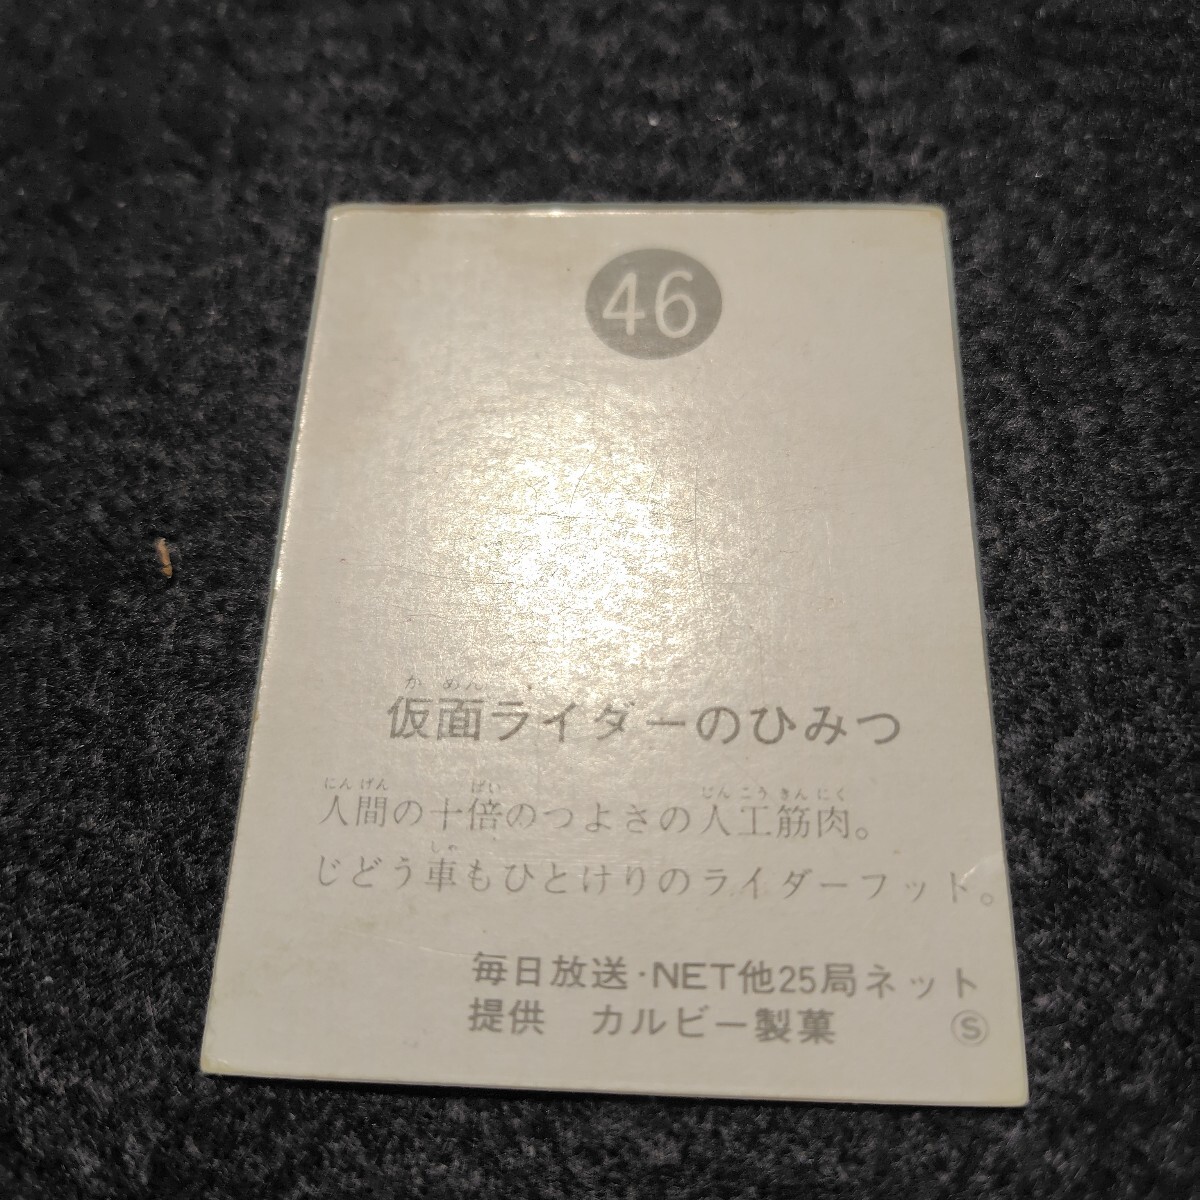 46
かめん
仮面ライダーのひみつ
にんげん ばい じんこうきんにく
人間の十倍のつよさの人工筋肉。
しゃ
じどう車もひとけりのライダーフット。
毎日放送・NET他25局ネット
提供 カルビー製菓 Ⓢ